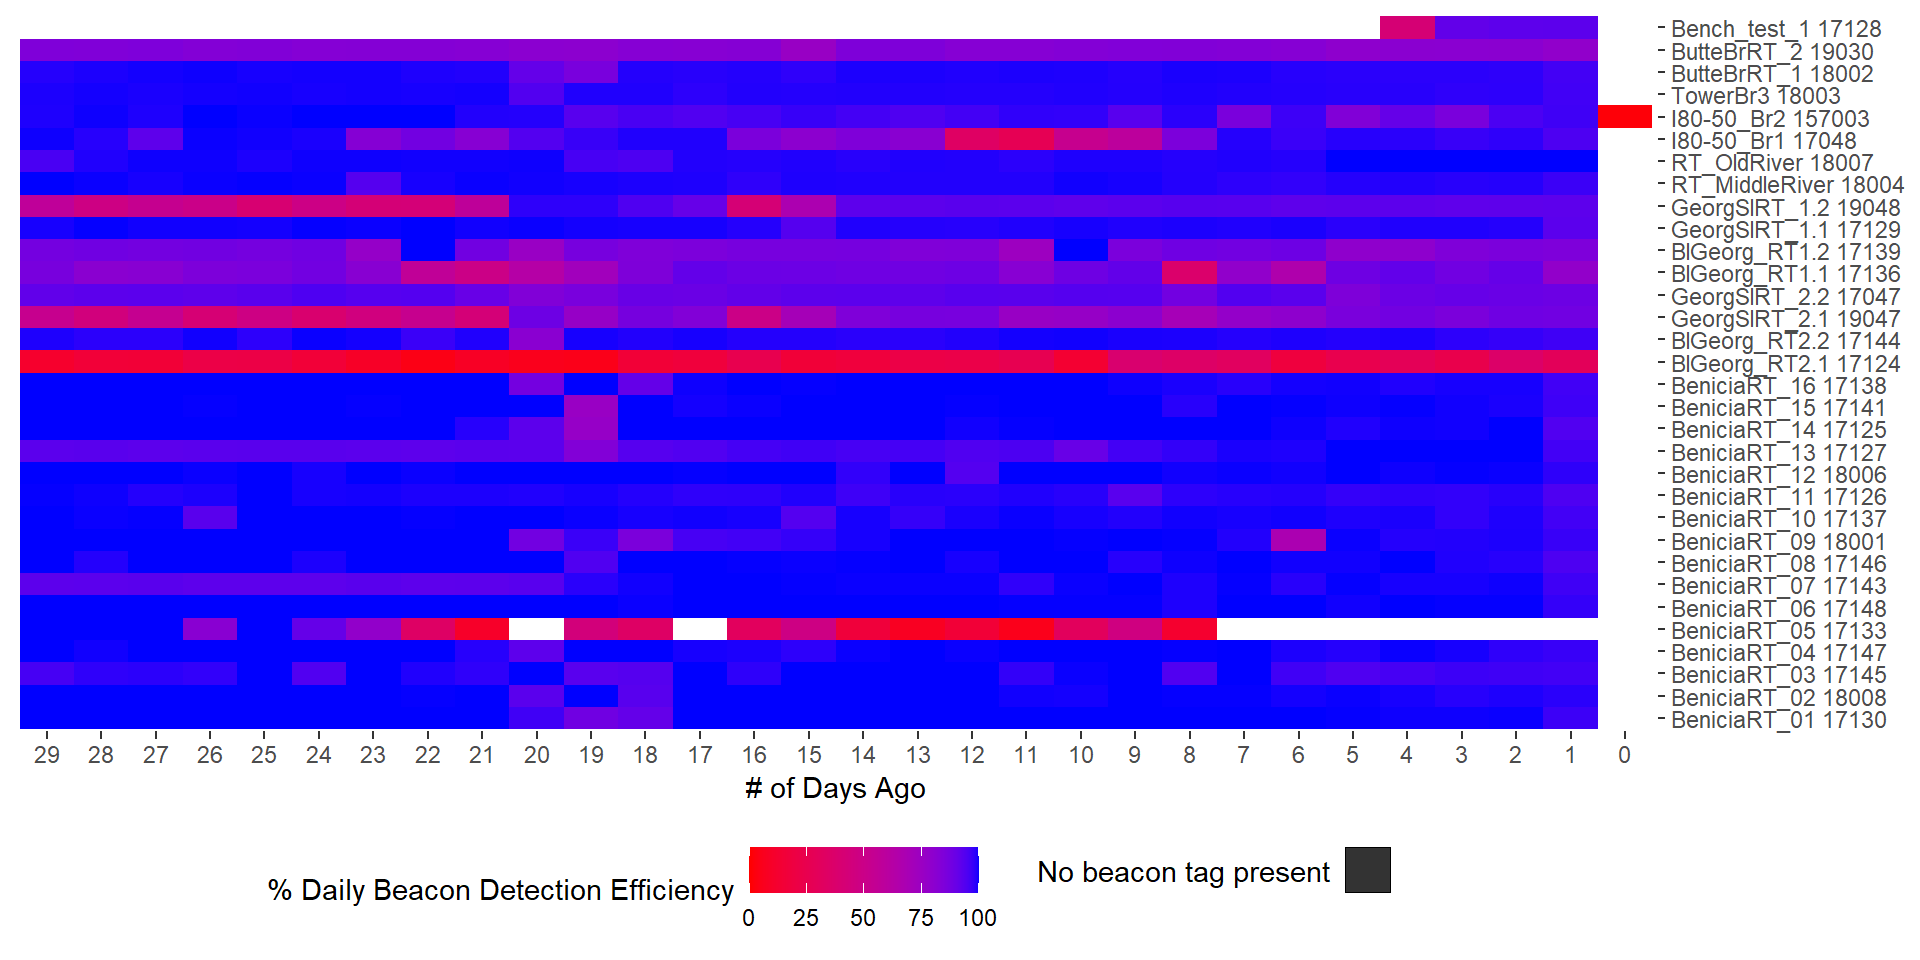 Bench_test_1 17128
ButteBrRT_2 19030
ButteBrRT_1 18002
TowerBr3 18003
I80-50_Br2 157003
I80-50_Br1 17048
RT_OldRiver 18007
RT_MiddleRiver 18004
GeorgSlRT_1.2 19048
GeorgSlRT_1.1 17129
BlGeorg_RT1.2 17139
BlGeorg_RT1.1 17136
GeorgSlRT_2.2 17047
GeorgSlRT_2.1 19047
BlGeorg_RT2.2 17144
BlGeorg_RT2.1 17124
BeniciaRT_16 17138
BeniciaRT_15 17141
BeniciaRT_14 17125
BeniciaRT_13 17127
BeniciaRT_12 18006
BeniciaRT_11 17126
BeniciaRT_10 17137
BeniciaRT_09 18001
BeniciaRT_08 17146
BeniciaRT_07 17143
BeniciaRT_06 17148
BeniciaRT_05 17133
BeniciaRT_04 17147
BeniciaRT_03 17145
BeniciaRT_02 18008
BeniciaRT_01 17130
29 28 27 26 25 24 23 22 21 20 19 18 17 16 15 14 13 12 11 10 9 8 7 6 5 4 3 2 1 0
# of Days Ago
% Daily Beacon Detection Efficiency
0 25 50 75 100
No beacon tag present